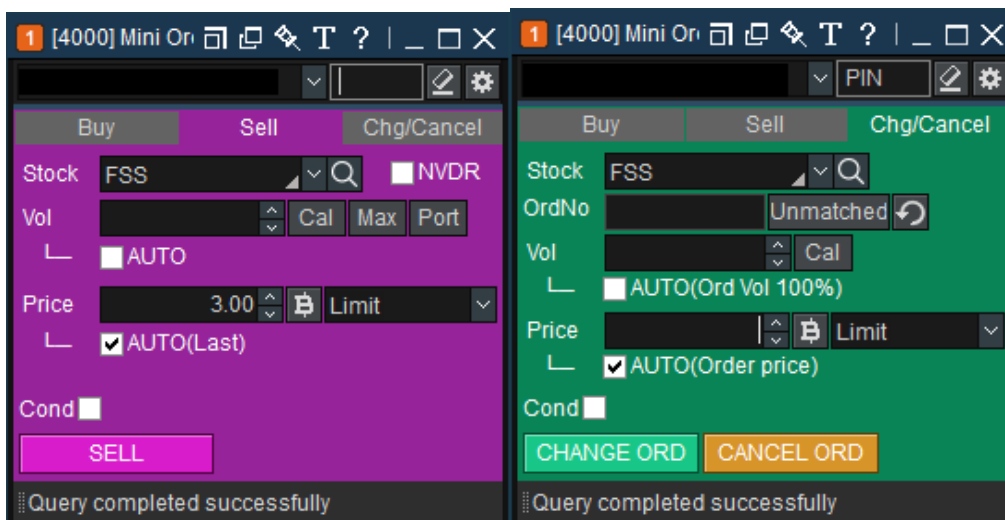 1 [4000] Mini Or T ?
Buy Sell Chg/Cancel
Stock FSS NVDR
Vol Cal Max Port
AUTO
Price 3.00 Limit
AUTO(Last)
Cond
SELL
Query completed successfully
1 [4000] Mini Or T ?
PIN
Buy Sell Chg/Cancel
Stock FSS
OrdNo Unmatched
Vol Cal
AUTO(Ord Vol 100%)
Price Limit
AUTO(Order price)
Cond
CHANGE ORD CANCEL ORD
Query completed successfully